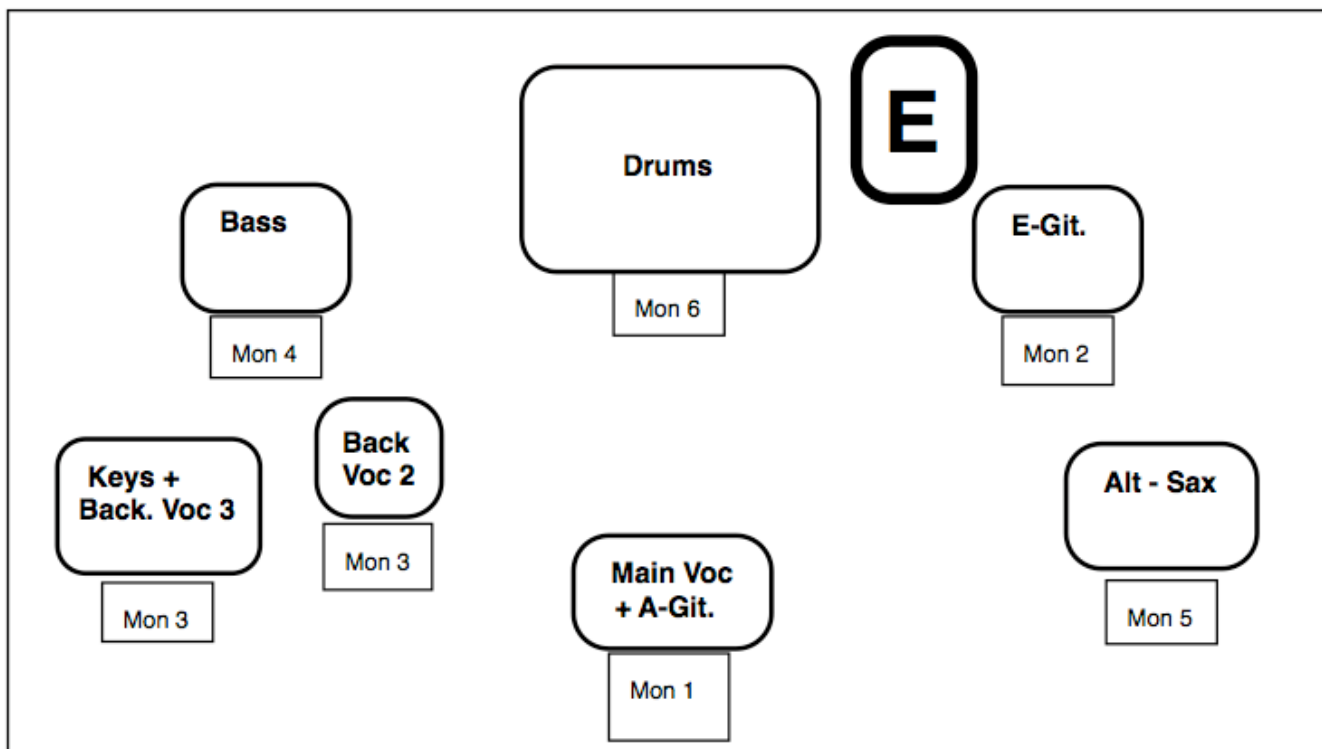 E
Drums
Bass
E-Git.
Mon 6
Mon 4
Mon 2
Back
Voc 2
Keys +
Back. Voc 3
Alt - Sax
Mon 3
Main Voc
+ A-Git.
Mon 3
Mon 5
Mon 1